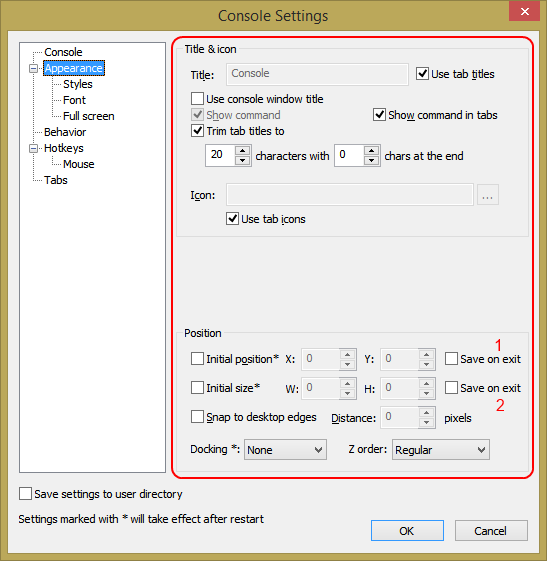 Console Settings
Console
Appearance
Styles
Font
Full screen
Behavior
Hotkeys
Mouse
Tabs
Title & icon
Title: Console Use tab titles
Use console window title
Show command Show command in tabs
Trim tab titles to
20 characters with 0 chars at the end
Icon: ...
Use tab icons
Position
1
Initial position* X: 0 Y: 0 Save on exit
Initial size* W: 0 H: 0 Save on exit
2
Snap to desktop edges Distance: 0 pixels
Docking *: None Z order: Regular
Save settings to user directory
Settings marked with * will take effect after restart
OK Cancel